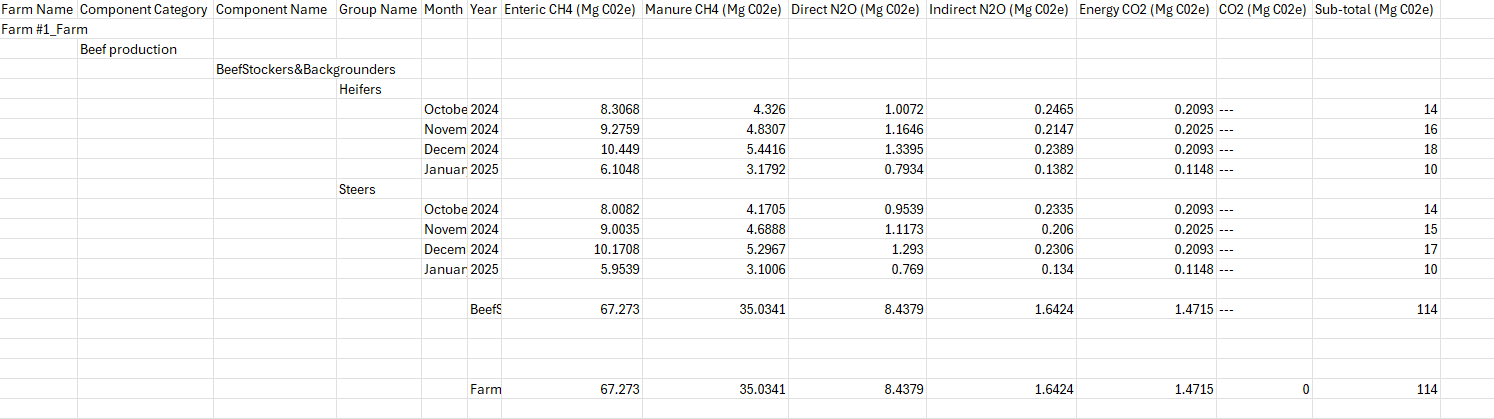 Farm Name Component Category Component Name Group Name Month Year Enteric CH4 (Mg C02e) Manure CH4 (Mg C02e) Direct N2O (Mg C02e) Indirect N2O (Mg C02e) Energy CO2 (Mg C02e) CO2 (Mg C02e) Sub-total (Mg C02e)
Farm #1_Farm
Beef production
BeefStockers&Backgrounders
Heifers
Octobe 2024 8.3068 4.326 1.0072 0.2465 0.2093 --- 14
Novem 2024 9.2759 4.8307 1.1646 0.2147 0.2025 --- 16
Decem 2024 10.449 5.4416 1.3395 0.2389 0.2093 --- 18
Januar 2025 6.1048 3.1792 0.7934 0.1382 0.1148 --- 10
Steers
Octobe 2024 8.0082 4.1705 0.9539 0.2335 0.2093 --- 14
Novem 2024 9.0035 4.6888 1.1173 0.206 0.2025 --- 15
Decem 2024 10.1708 5.2967 1.293 0.2306 0.2093 --- 17
Januar 2025 5.9539 3.1006 0.769 0.134 0.1148 --- 10
BeefS 67.273 35.0341 8.4379 1.6424 1.4715 --- 114
Farm 67.273 35.0341 8.4379 1.6424 1.4715 0 114